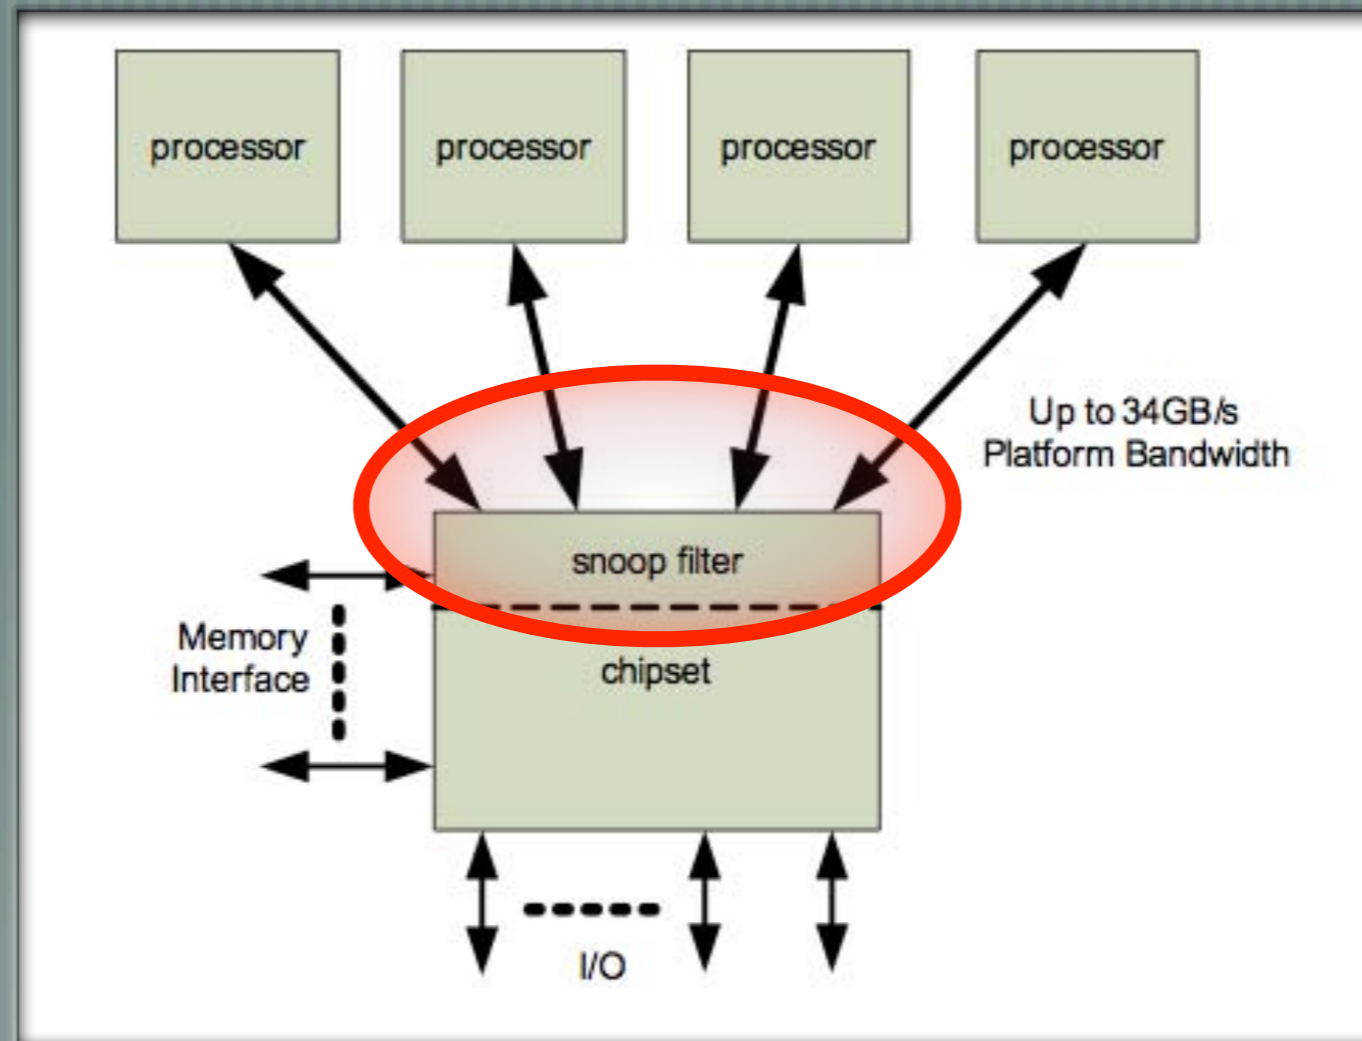 processor
processor
processor
processor
Up to 34GB/s
Platform Bandwidth
snoop filter
Memory
Interface
chipset
I/O